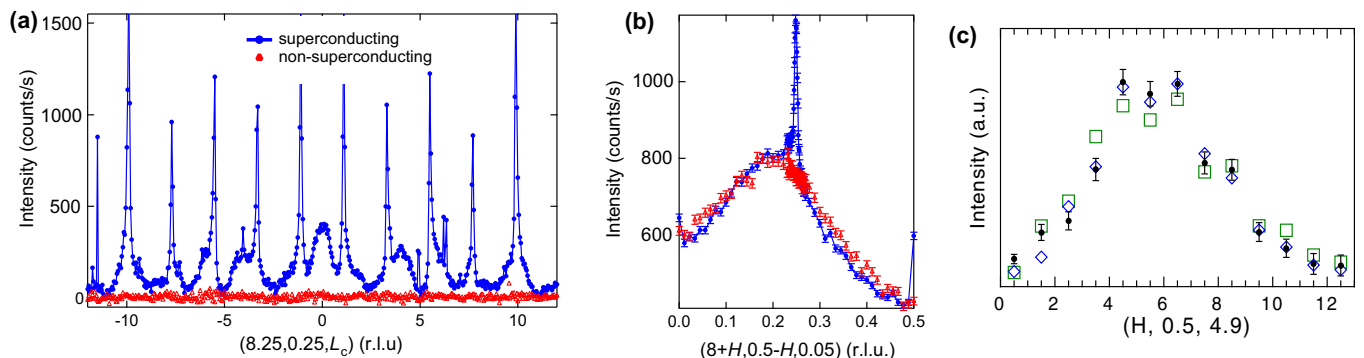 (a)
Intensity (counts/s)
1500
1000
500
0
superconducting
non-superconducting
-10 -5 0 5 10
(8.25,0.25,Lc) (r.l.u)
(b)
Intensity (counts/s)
1000
800
600
0.0 0.1 0.2 0.3 0.4 0.5
(8+H,0.5-H,0.05) (r.l.u.)
(c)
Intensity (a.u.)
0 2 4 6 8 10 12
(H, 0.5, 4.9)